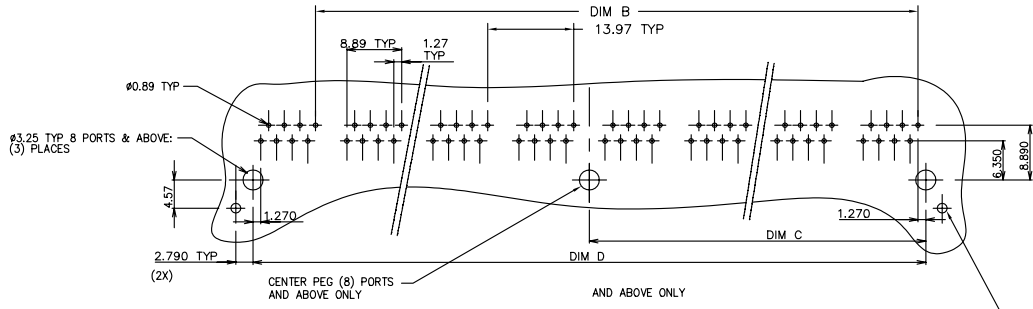 DIM B
13.97 TYP
8.89 TYP
1.27
TYP
ø0.89 TYP
ø3.25 TYP 8 PORTS & ABOVE:
(3) PLACES
6.350
8.890
4.57
1.270
1.270
DIM C
2.790 TYP
(2X)
DIM D
CENTER PEG (8) PORTS
AND ABOVE ONLY
AND ABOVE ONLY